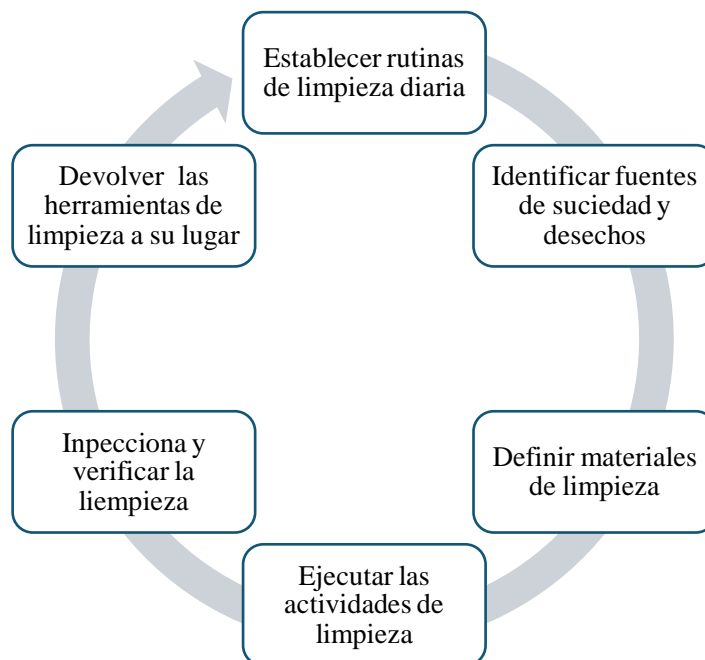 Establecer rutinas
de limpieza diaria
Identificar fuentes
de suciedad y
desechos
Definir materiales
de limpieza
Ejecutar las
actividades de
limpieza
Inpecciona y
verificar la
liempieza
Devolver las
herramientas de
limpieza a su lugar